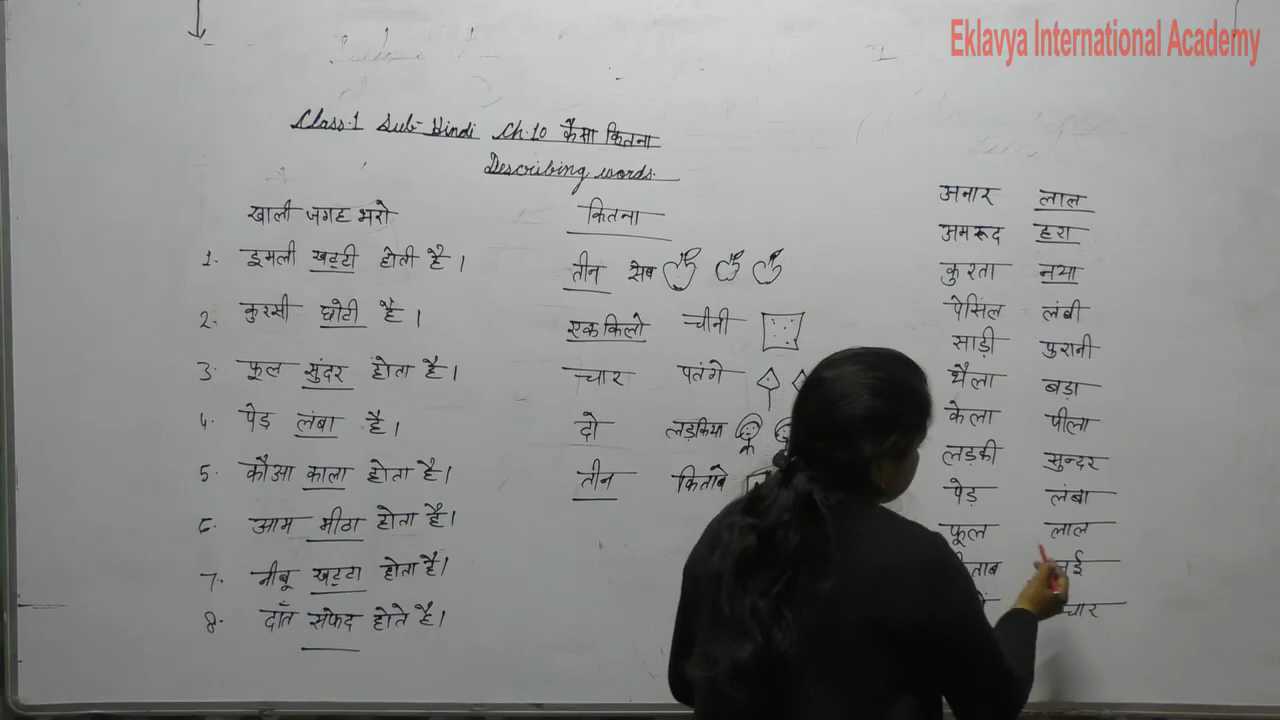 Eklavya International Academy
Class.1 Sub- Hindi Ch.10 कैसा कितना
Describing words.
खाली जगह भरो
1. इमली खट्टी होती है।
2. कुरसी छोटी है।
3. फूल सुंदर होता है।
4. पेड़ लंबा है।
5. कौआ काला होता है।
6. आम मीठा होता है।
7. नीबू खट्टा होता है।
8. दाँत सफेद होते है।
कितना
तीन सेब
एक किलो चीनी
चार पतंगे
दो लड़किया
तीन किताबे
अनार लाल
अमरूद हरा
कुरता नया
पेंसिल लंबी
साड़ी पुरानी
थैला बड़ा
केला पीला
लड़की सुन्दर
पेड़ लंबा
फूल लाल
चार